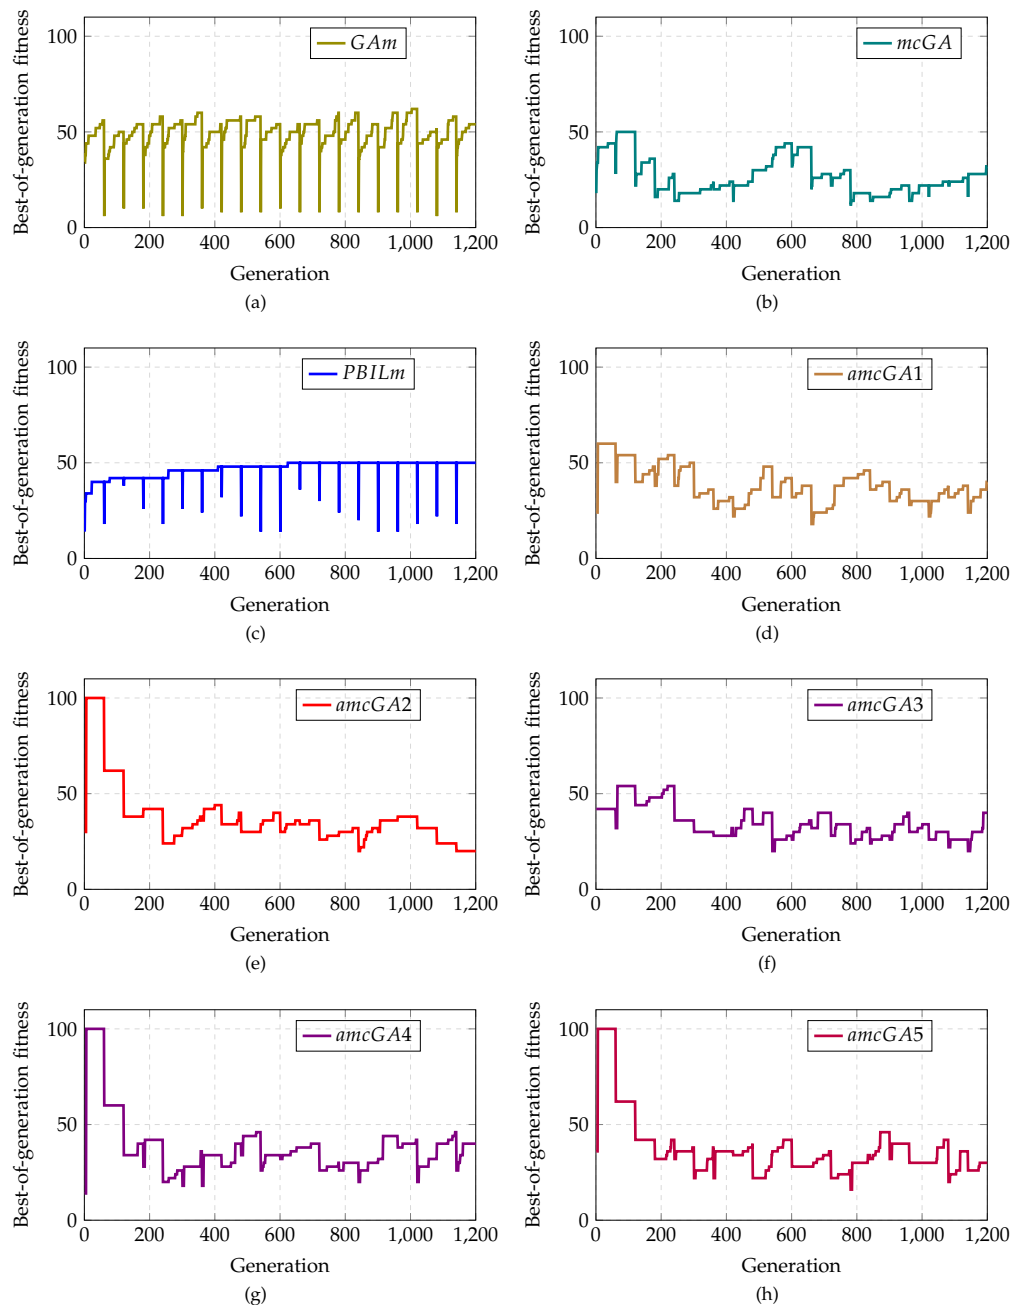 Best-of-generation fitness
100
50
0
GAm
0 200 400 600 800 1,000 1,200
Generation
(a)
Best-of-generation fitness
100
50
0
mcGA
0 200 400 600 800 1,000 1,200
Generation
(b)
Best-of-generation fitness
100
50
0
PBILm
0 200 400 600 800 1,000 1,200
Generation
(c)
Best-of-generation fitness
100
50
0
amcGA1
0 200 400 600 800 1,000 1,200
Generation
(d)
Best-of-generation fitness
100
50
0
amcGA2
0 200 400 600 800 1,000 1,200
Generation
(e)
Best-of-generation fitness
100
50
0
amcGA3
0 200 400 600 800 1,000 1,200
Generation
(f)
Best-of-generation fitness
100
50
0
amcGA4
0 200 400 600 800 1,000 1,200
Generation
(g)
Best-of-generation fitness
100
50
0
amcGA5
0 200 400 600 800 1,000 1,200
Generation
(h)